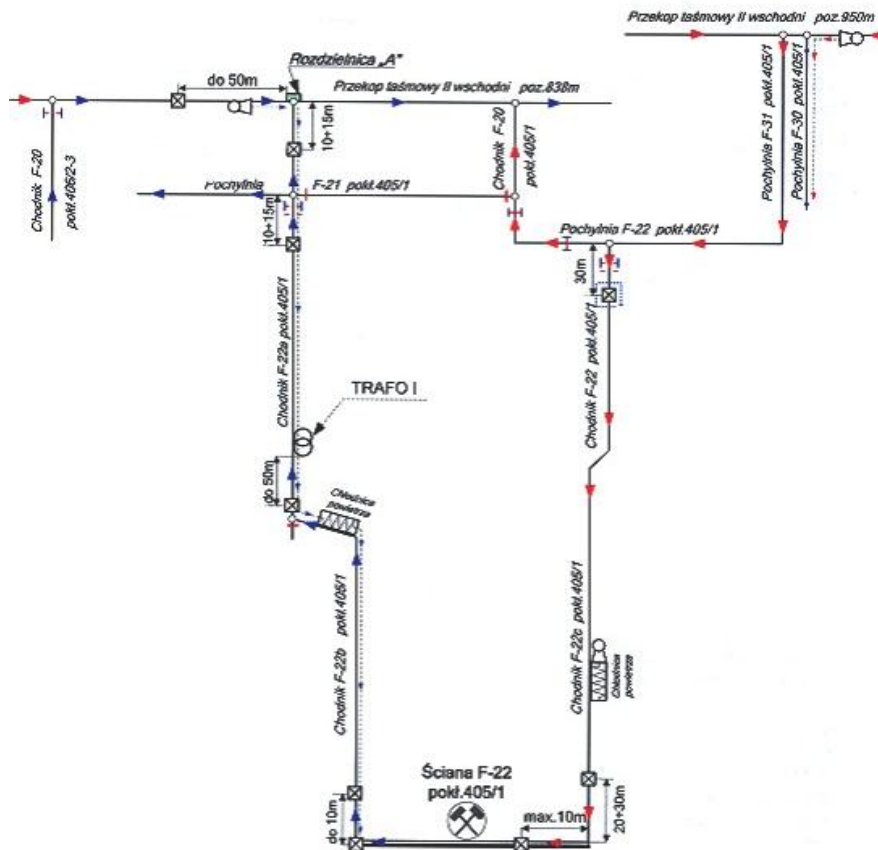 Przekop taśmowy II wschodni poz.950m
Rozdzielnica „A”
do 50m
Przekop taśmowy II wschodni poz.838m
10÷15m
Chodnik F-20
pokł.406/2-3
Chodnik F-20
pokł.405/1
Pochylnia F-31 pokł.405/1
Pochylnia F-30 pokł.405/1
Pochylnia F-21 pokł.405/1
10÷15m
Pochylnia F-22 pokł.405/1
30m
Chodnik F-22a pokł.405/1
Chodnik F-22 pokł.405/1
TRAFO I
do 50m
Chłodnica
powietrza
Chodnik F-22b pokł.405/1
Chodnik F-22c pokł.405/1
Chłodnica
powietrza
Ściana F-22
pokł.405/1
do 10m
max.10m
20÷30m